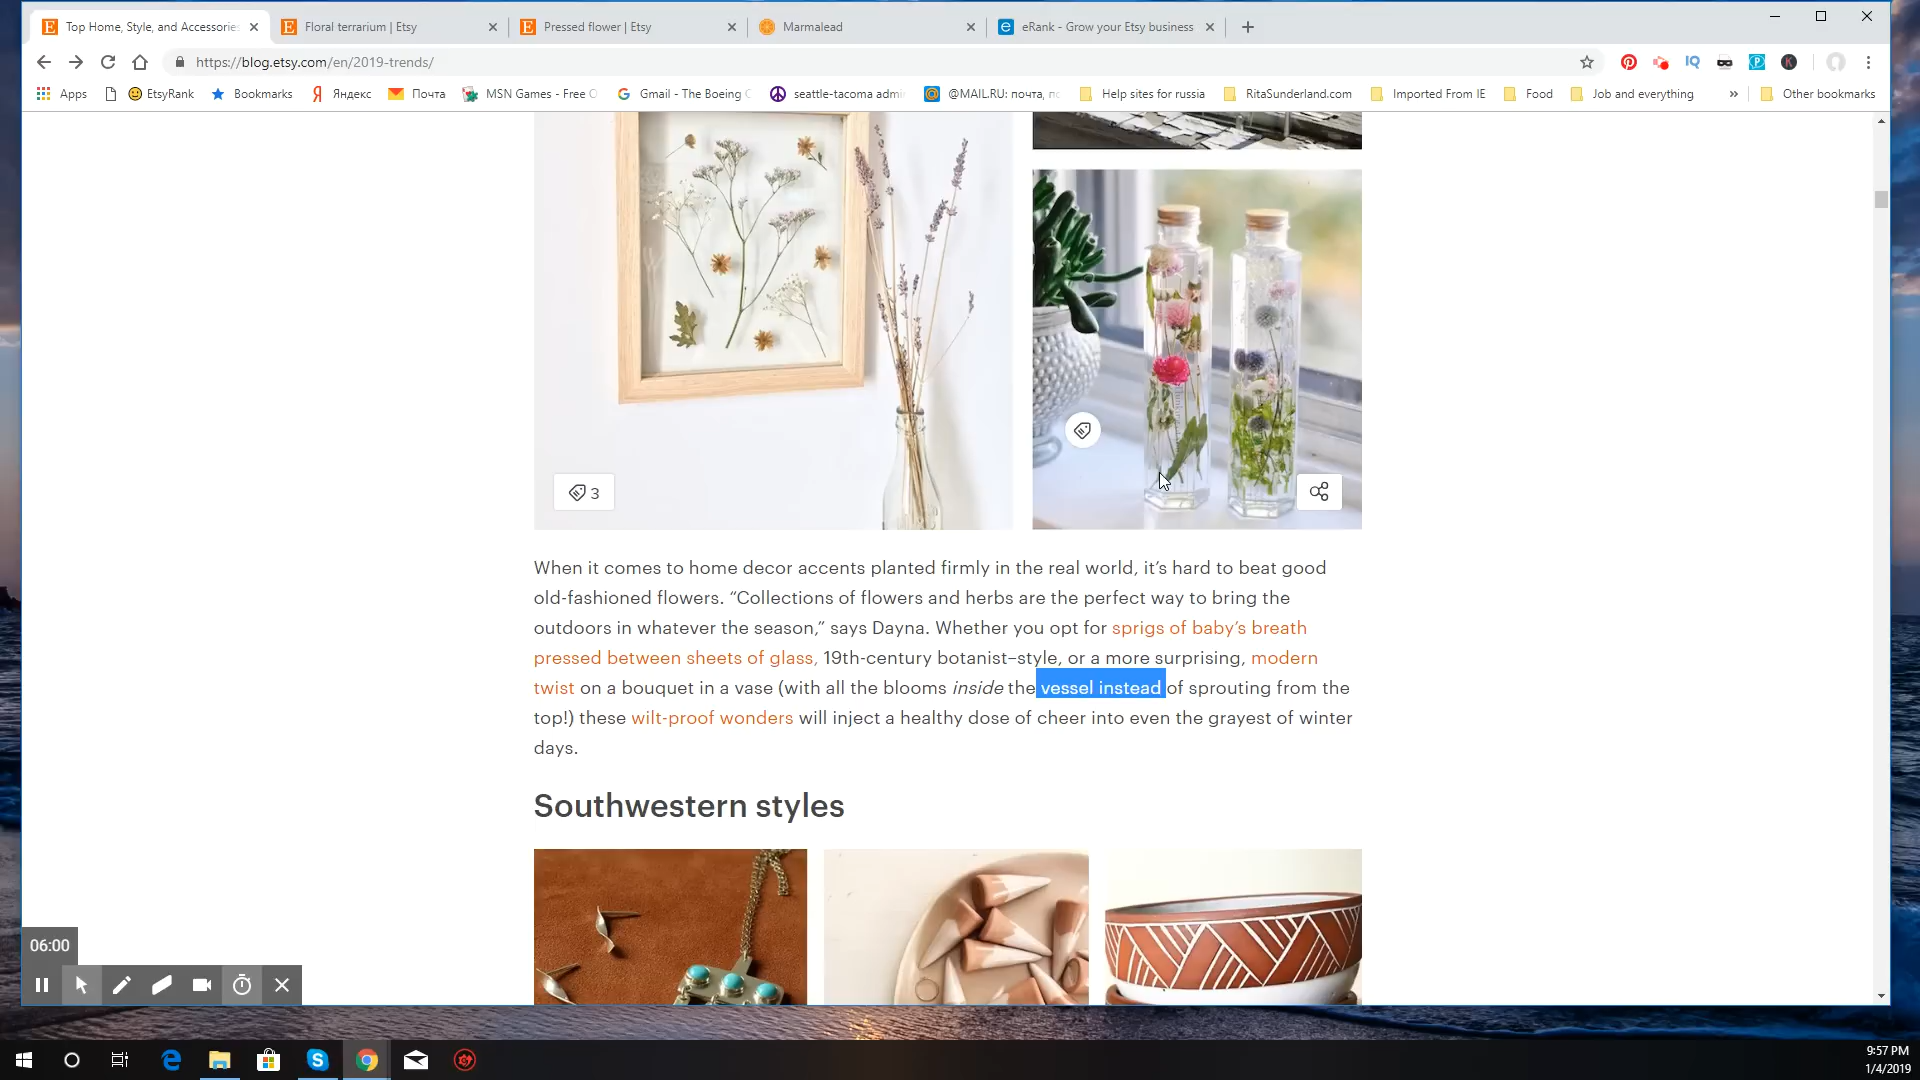 Top Home, Style, and Accessorie
Floral terrarium | Etsy
Pressed flower | Etsy
Marmalead
eRank - Grow your Etsy business
https://blog.etsy.com/en/2019-trends/
Apps
EtsyRank
Bookmarks
Яндекс
Почта
MSN Games - Free
Gmail - The Boeing
seattle-tacoma admi
@MAIL.RU: почта,
Help sites for russia
RitaSunderland.com
Imported From IE
Food
Job and everything
»
Other bookmarks
3
When it comes to home decor accents planted firmly in the real world, it’s hard to beat good
old-fashioned flowers. “Collections of flowers and herbs are the perfect way to bring the
outdoors in whatever the season,” says Dayna. Whether you opt for sprigs of baby’s breath
pressed between sheets of glass, 19th-century botanist–style, or a more surprising, modern
twist on a bouquet in a vase (with all the blooms inside the vessel instead of sprouting from the
top!) these wilt-proof wonders will inject a healthy dose of cheer into even the grayest of winter
days.
Southwestern styles
06:00
9:57 PM
1/4/2019